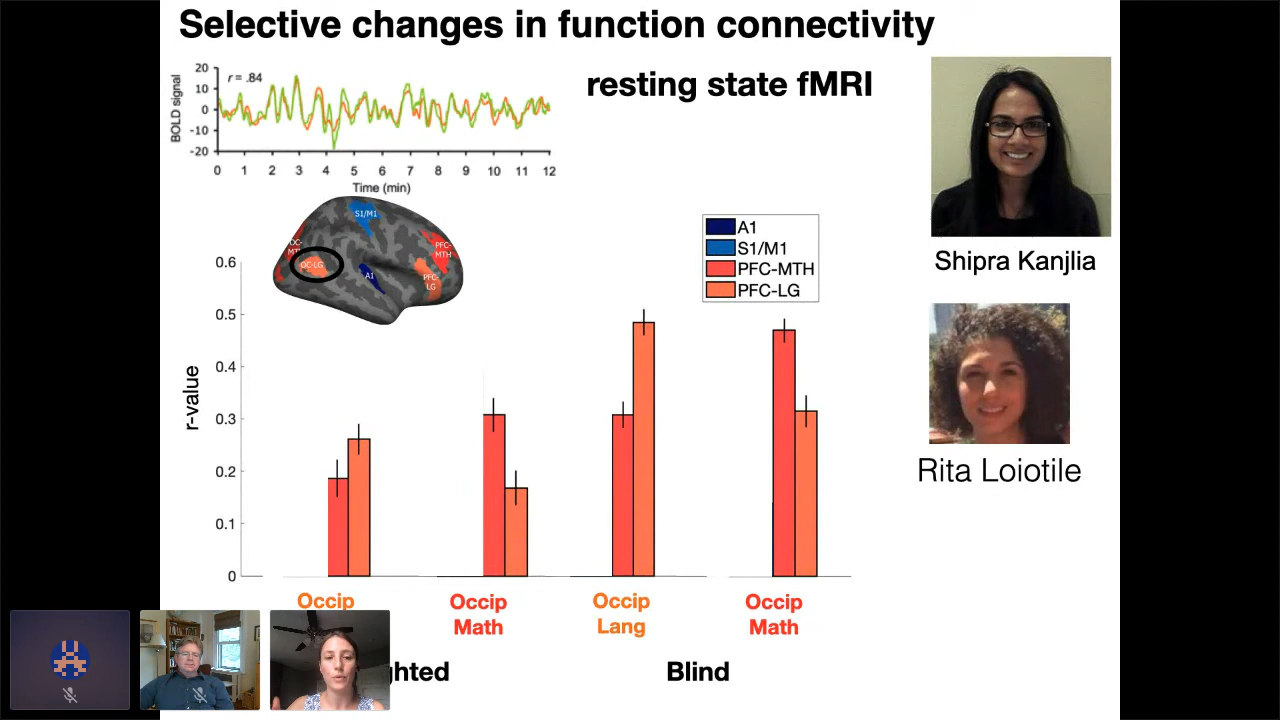 Selective changes in function connectivity
resting state fMRI
r = .84
BOLD signal
20
10
0
-10
-20
0 1 2 3 4 5 6 7 8 9 10 11 12
Time (min)
S1/M1
PFC-
MTH
OC-LG
A1
PFC-
LG
A1
S1/M1
PFC-MTH
PFC-LG
Shipra Kanjlia
Rita Loiotile
r-value
0.6
0.5
0.4
0.3
0.2
0.1
0
Occip
Occip
Math
Occip
Lang
Occip
Math
ghted
Blind